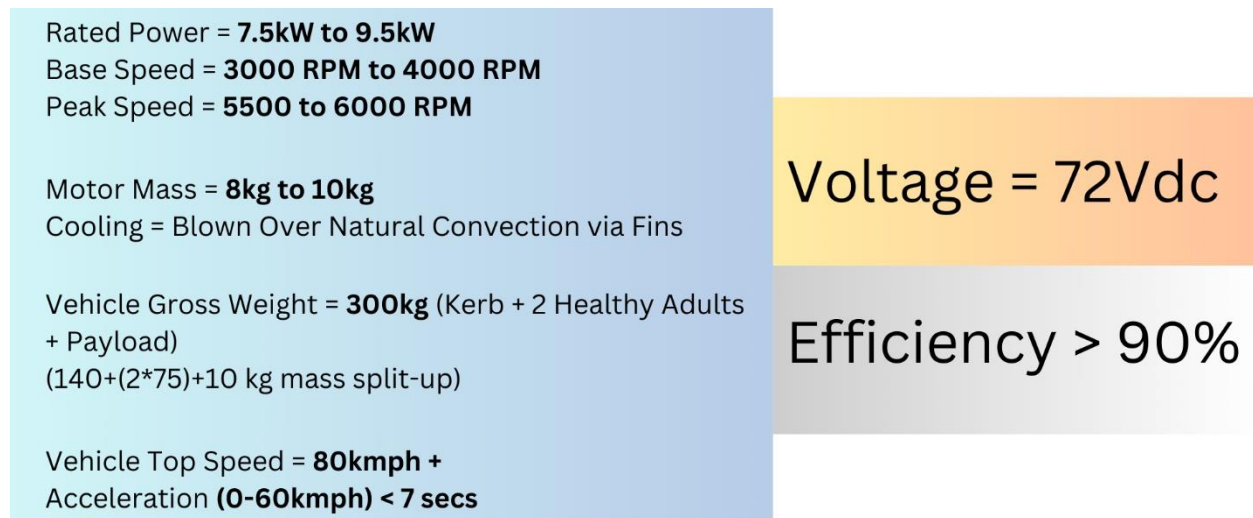 Rated Power = 7.5kW to 9.5kW
Base Speed = 3000 RPM to 4000 RPM
Peak Speed = 5500 to 6000 RPM
Motor Mass = 8kg to 10kg
Cooling = Blown Over Natural Convection via Fins
Vehicle Gross Weight = 300kg (Kerb + 2 Healthy Adults
+ Payload)
(140+(2*75)+10 kg mass split-up)
Vehicle Top Speed = 80kmph +
Acceleration (0-60kmph) < 7 secs
Voltage = 72Vdc
Efficiency > 90%